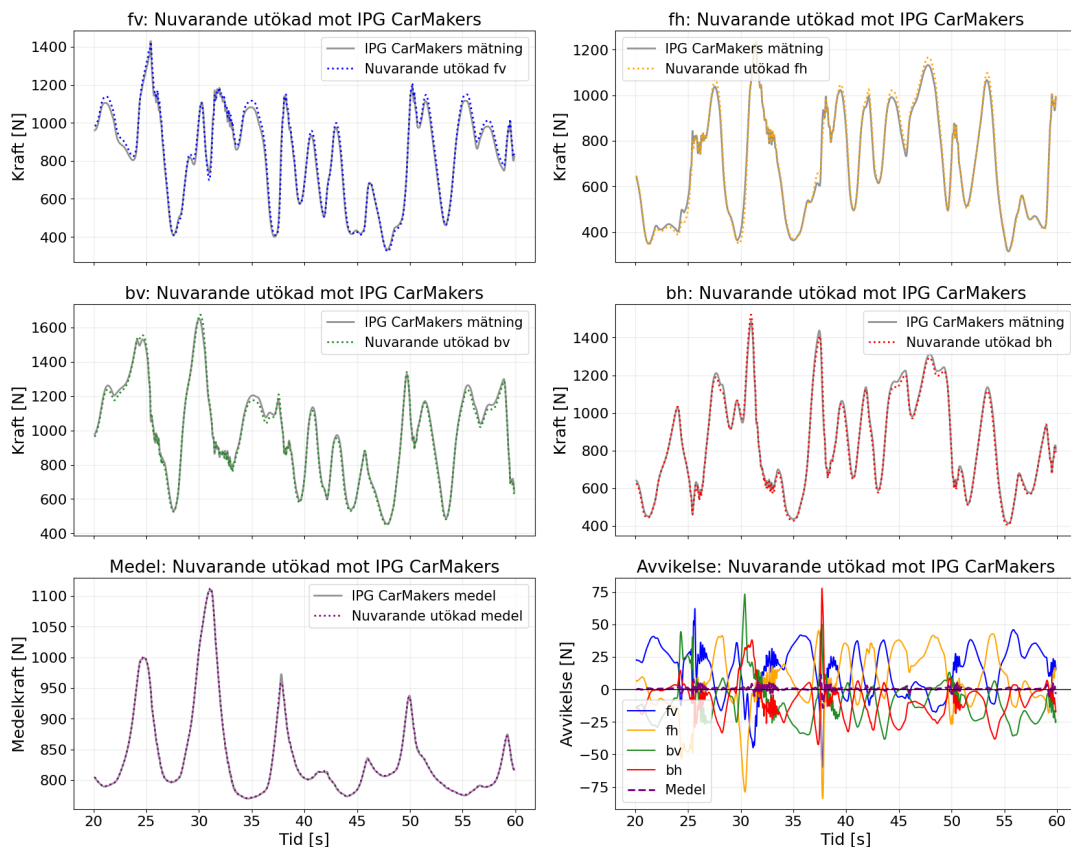 fv: Nuvarande utökad mot IPG CarMakers
Kraft [N]
1400
1200
1000
800
600
400
IPG CarMakers mätning
Nuvarande utökad fv
fh: Nuvarande utökad mot IPG CarMakers
Kraft [N]
1200
1000
800
600
400
IPG CarMakers mätning
Nuvarande utökad fh
bv: Nuvarande utökad mot IPG CarMakers
Kraft [N]
1600
1400
1200
1000
800
600
400
IPG CarMakers mätning
Nuvarande utökad bv
bh: Nuvarande utökad mot IPG CarMakers
Kraft [N]
1400
1200
1000
800
600
400
IPG CarMakers mätning
Nuvarande utökad bh
Medel: Nuvarande utökad mot IPG CarMakers
Medelkraft [N]
1100
1050
1000
950
900
850
800
IPG CarMakers medel
Nuvarande utökad medel
20 25 30 35 40 45 50 55 60
Tid [s]
Avvikelse: Nuvarande utökad mot IPG CarMakers
Avvikelse [N]
75
50
25
0
−25
−50
−75
fv
fh
bv
bh
Medel
20 25 30 35 40 45 50 55 60
Tid [s]